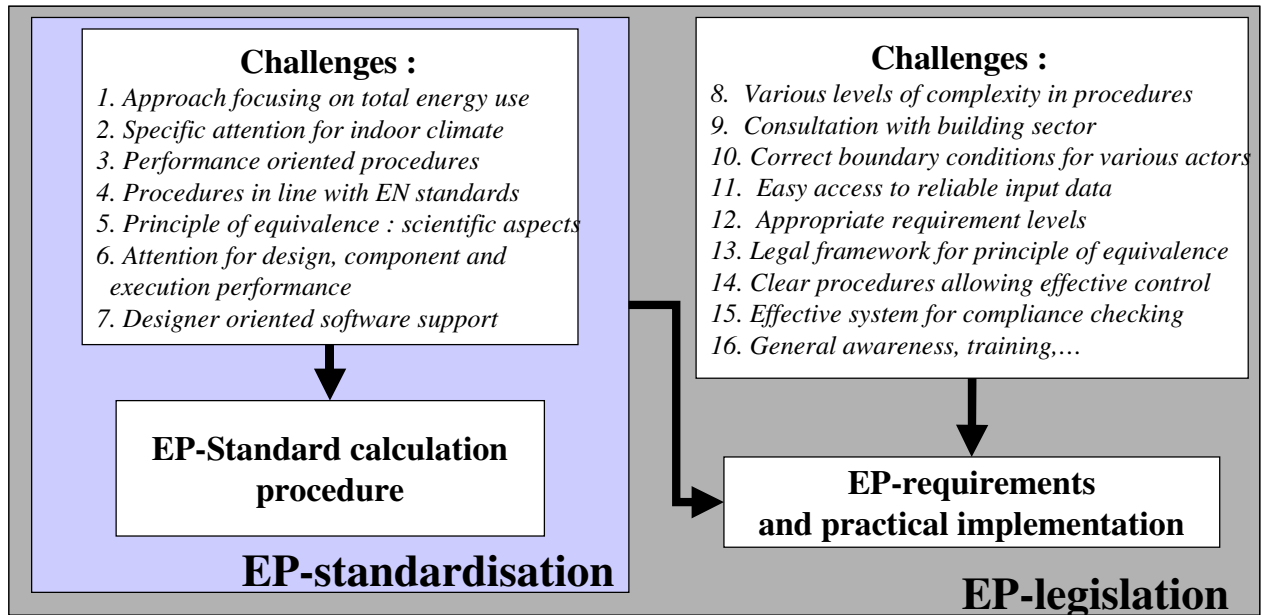 Challenges :
1. Approach focusing on total energy use
2. Specific attention for indoor climate
3. Performance oriented procedures
4. Procedures in line with EN standards
5. Principle of equivalence : scientific aspects
6. Attention for design, component and
execution performance
7. Designer oriented software support
EP-Standard calculation
procedure
EP-standardisation
Challenges :
8. Various levels of complexity in procedures
9. Consultation with building sector
10. Correct boundary conditions for various actors
11. Easy access to reliable input data
12. Appropriate requirement levels
13. Legal framework for principle of equivalence
14. Clear procedures allowing effective control
15. Effective system for compliance checking
16. General awareness, training,…
EP-requirements
and practical implementation
EP-legislation